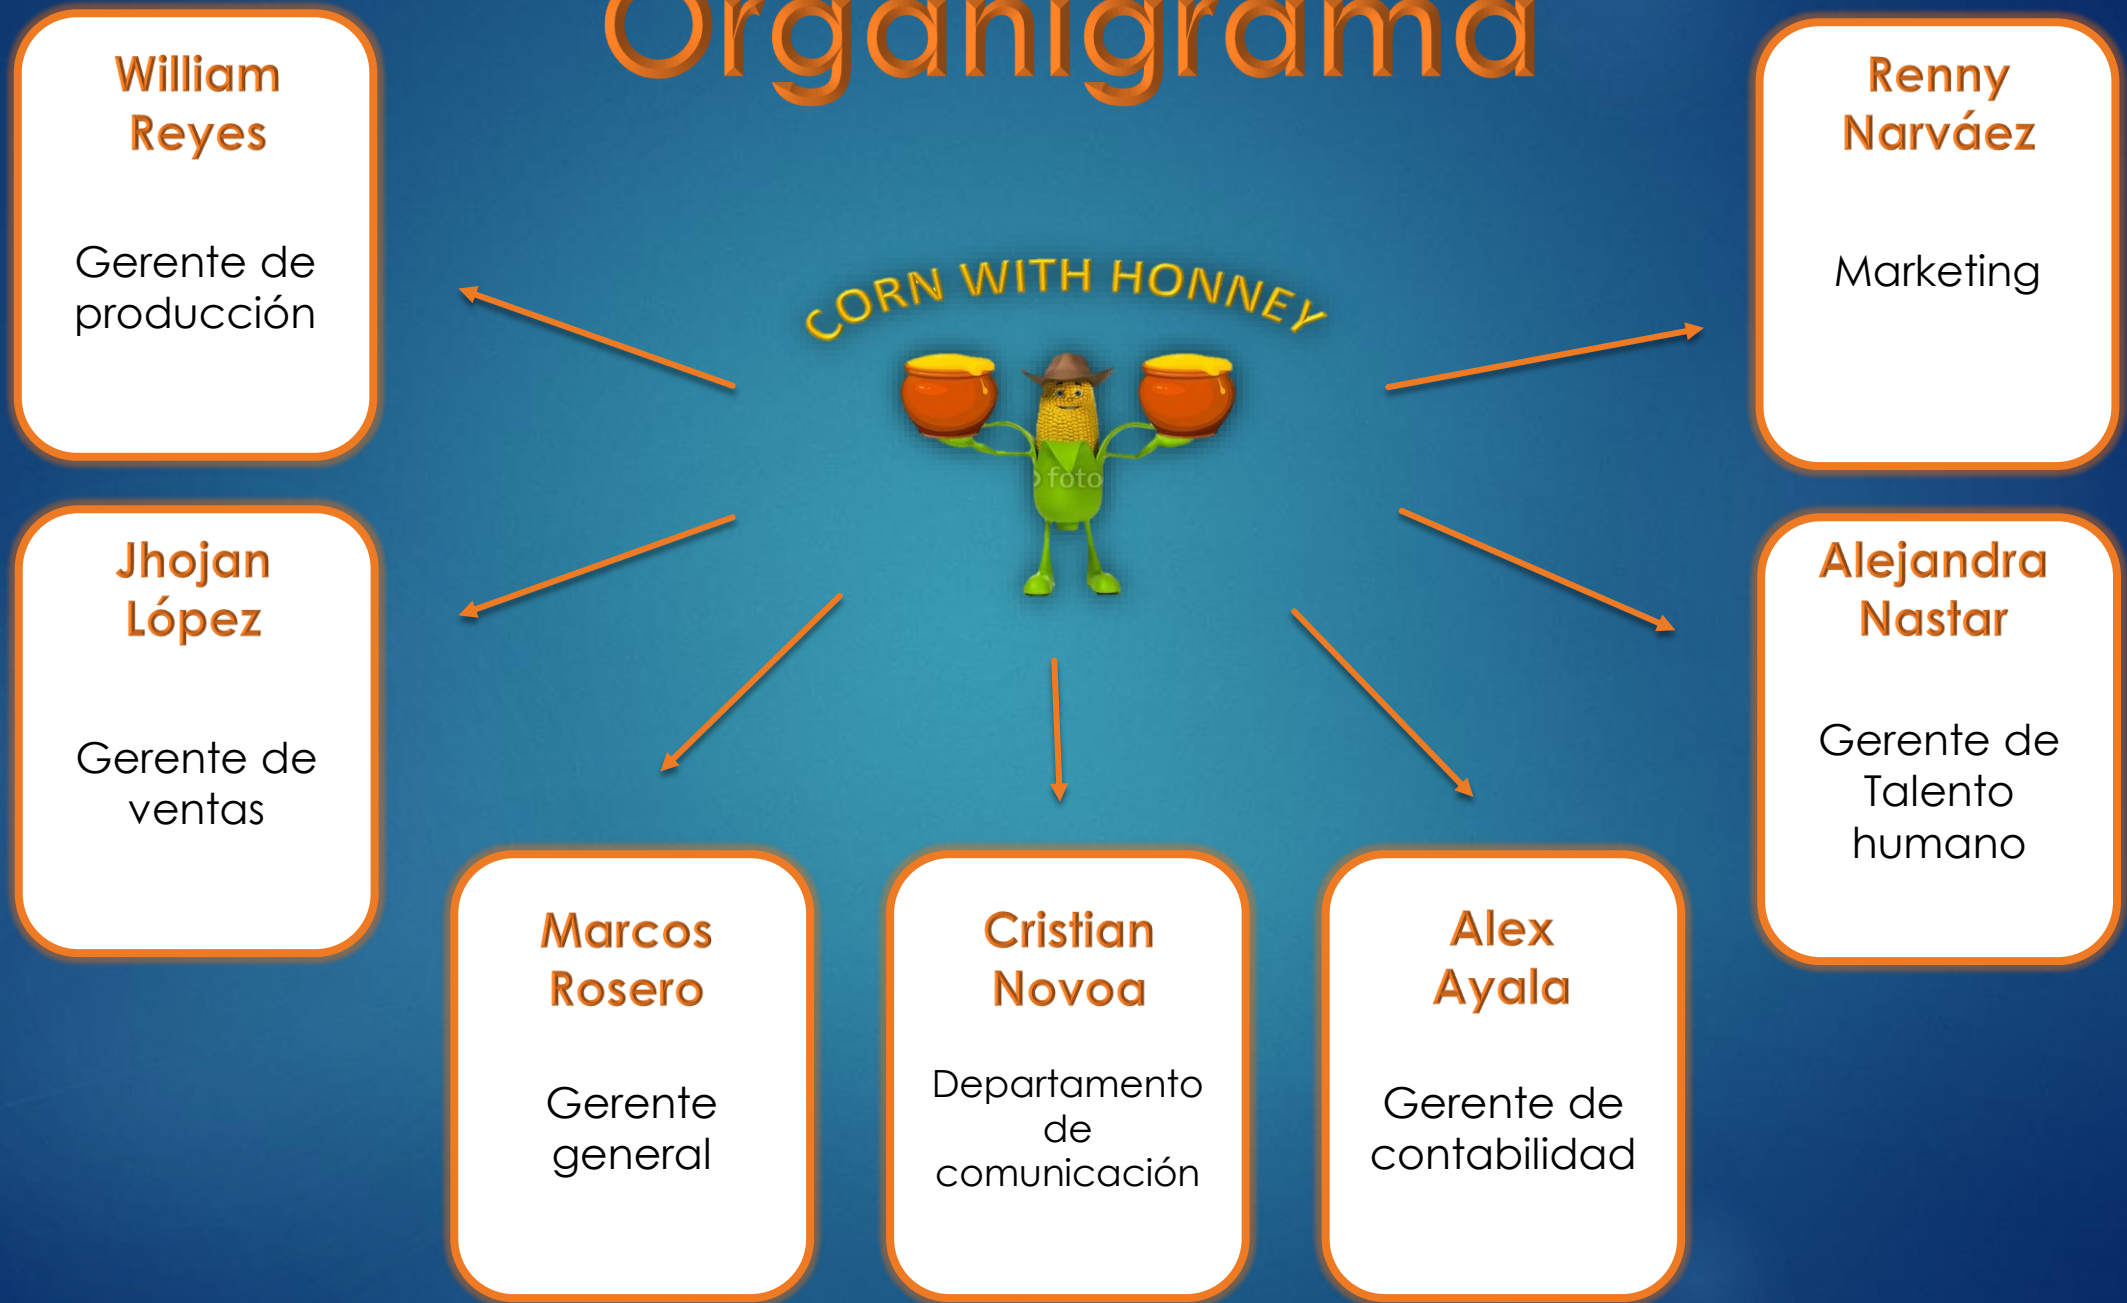 Organigrama
William
Reyes
Gerente de
producción
Renny
Narváez
Marketing
CORN WITH HONNEY
foto
Jhojan
López
Gerente de
ventas
Alejandra
Nastar
Gerente de
Talento
humano
Marcos
Rosero
Gerente
general
Cristian
Novoa
Departamento
de
comunicación
Alex
Ayala
Gerente de
contabilidad